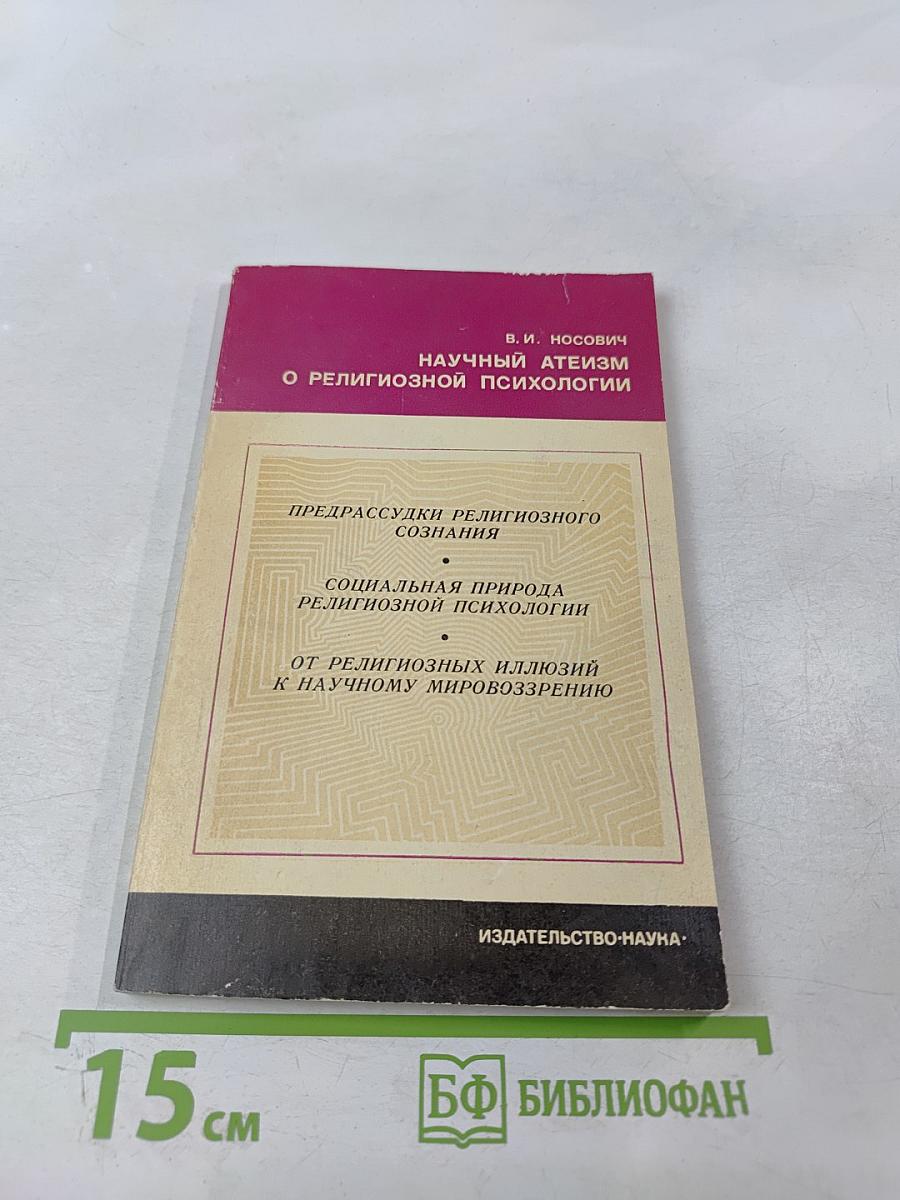 В. И. НОСОВИЧ
НАУЧНЫЙ АТЕИЗМ
О РЕЛИГИОЗНОЙ ПСИХОЛОГИИ
ПРЕДРАССУДКИ РЕЛИГИОЗНОГО
СОЗНАНИЯ
•
СОЦИАЛЬНАЯ ПРИРОДА
РЕЛИГИОЗНОЙ ПСИХОЛОГИИ
•
ОТ РЕЛИГИОЗНЫХ ИЛЛЮЗИЙ
К НАУЧНОМУ МИРОВОЗЗРЕНИЮ
ИЗДАТЕЛЬСТВО·НАУКА·
15 см
БФ БИБЛИОФАН